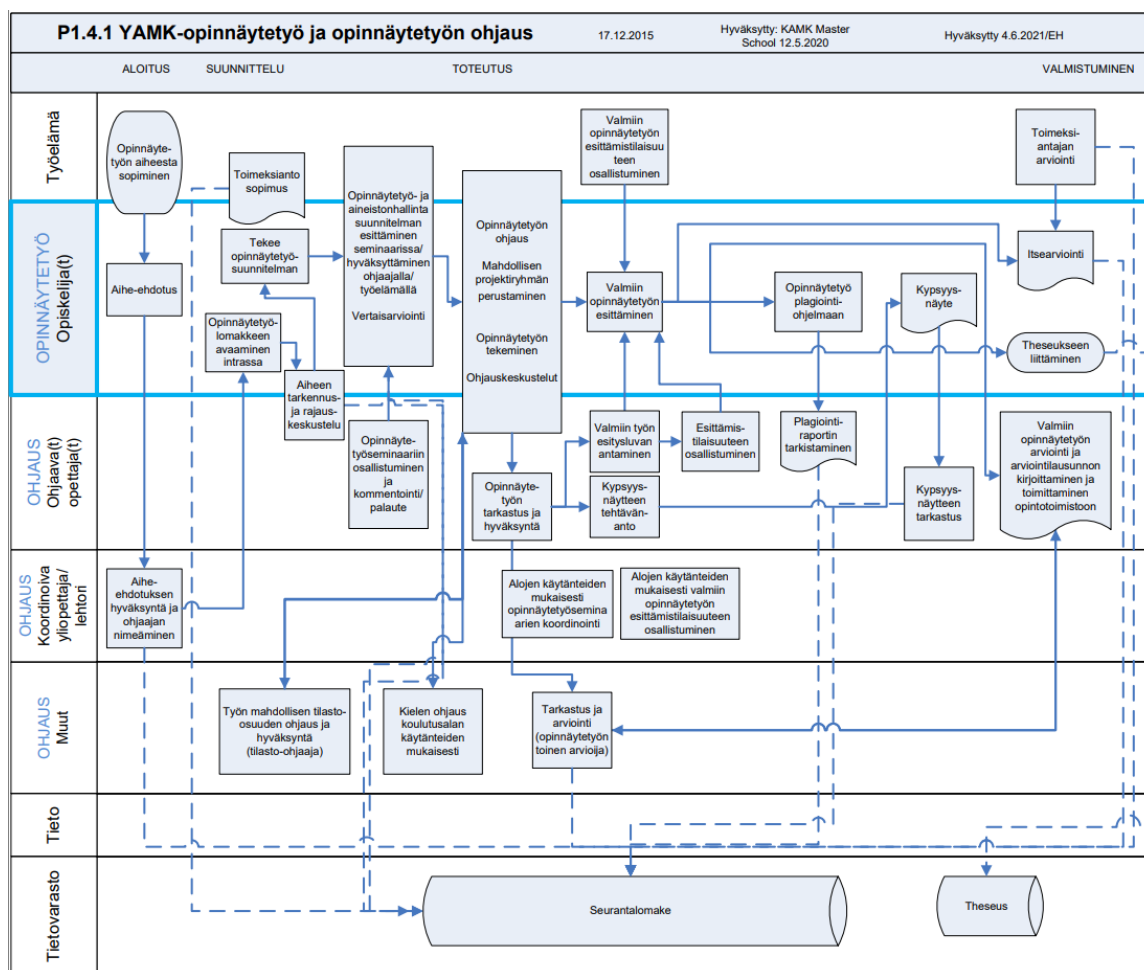 P1.4.1 YAMK-opinnäytetyö ja opinnäytetyön ohjaus
17.12.2015
Hyväksytty: KAMK Master
School 12.5.2020
Hyväksytty 4.6.2021/EH
ALOITUS
SUUNNITTELU
TOTEUTUS
VALMISTUMINEN
Työelämä
Opinnäyte-
työn aiheesta
sopiminen
Toimeksianto
sopimus
Opinnäytetyö- ja
aineistonhallinta
suunnitelman
esittäminen
seminaarissa/
hyväksyttäminen
ohjaajalla/
työelämällä
Vertaisarviointi
Opinnäytetyön
ohjaus
Mahdollisen
projektiryhmän
perustaminen
Opinnäytetyön
tekeminen
Ohjauskeskustelut
Valmiin
opinnäytetyön
esittämistilaisuu
teen
osallistuminen
Toimeksi-
antajan
arviointi
OPINNÄYTETYÖ
Opiskelija(t)
Aihe-ehdotus
Tekee
opinnäytetyö-
suunnitelman
Opinnäytetyö-
lomakkeen
avaaminen
intrassa
Aiheen
tarkennus-
ja rajaus-
keskustelu
Valmiin
opinnäytetyön
esittäminen
Opinnäytetyö
plagiointi-
ohjelmaan
Kypsyys-
näyte
Itsearviointi
Theseukseen
liittäminen
OHJAUS
Ohjaava(t)
opettaja(t)
Opinnäyte-
työseminaariin
osallistuminen
ja
kommentointi/
palaute
Opinnäyte-
työn
tarkastus ja
hyväksyntä
Valmiin työn
esitysluvan
antaminen
Esittämis-
tilaisuuteen
osallistuminen
Kypsyys-
näytteen
tehtävän-
anto
Plagiointi-
raportin
tarkistaminen
Kypsyys-
näytteen
tarkastus
Valmiin
opinnäytetyön
arviointi ja
arviointilausunnon
kirjoittaminen ja
toimittaminen
opintotoimistoon
OHJAUS
Koordinoiva
yliopettaja/
lehtori
Aihe-
ehdotuksen
hyväksyntä ja
ohjaajan
nimeäminen
Alojen käytänteiden
mukaisesti
opinnäytetyösemina
arien koordinointi
Alojen käytänteiden
mukaisesti valmiin
opinnäytetyön
esittämistilaisuuteen
osallistuminen
OHJAUS
Muut
Työn mahdollisen tilasto-
osuuden ohjaus ja
hyväksyntä
(tilasto-ohjaaja)
Kielen ohjaus
koulutusalan
käytänteiden
mukaisesti
Tarkastus ja
arviointi
(opinnäytetyön
toinen arvioija)
Tieto
Tietovarasto
Seurantalomake
Theseus